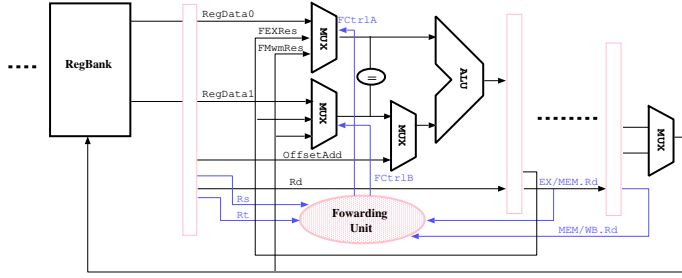 RegData0
FCtrlA
FEXRes
FMwmRes
MUX
RegBank
ALU
=
RegData1
MUX
MUX
MUX
OffsetAdd
FCtrlB
Rd
EX/MEM.Rd
Rs
Rt
Fowarding
Unit
MEM/WB.Rd